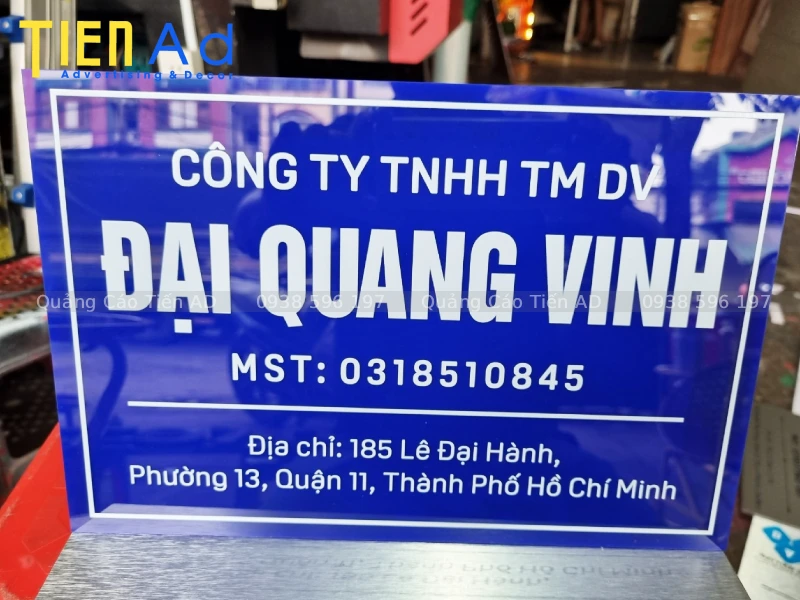 TIEN Ad
Advertising & Decor
CÔNG TY TNHH TM DV
ĐẠI QUANG VINH
Quảng Cáo Tiến AD 0938 596 197 Quảng Cáo Tiến AD 0938 596 197
MST: 0318510845
Địa chỉ: 185 Lê Đại Hành,
Phường 13, Quận 11, Thành Phố Hồ Chí Minh